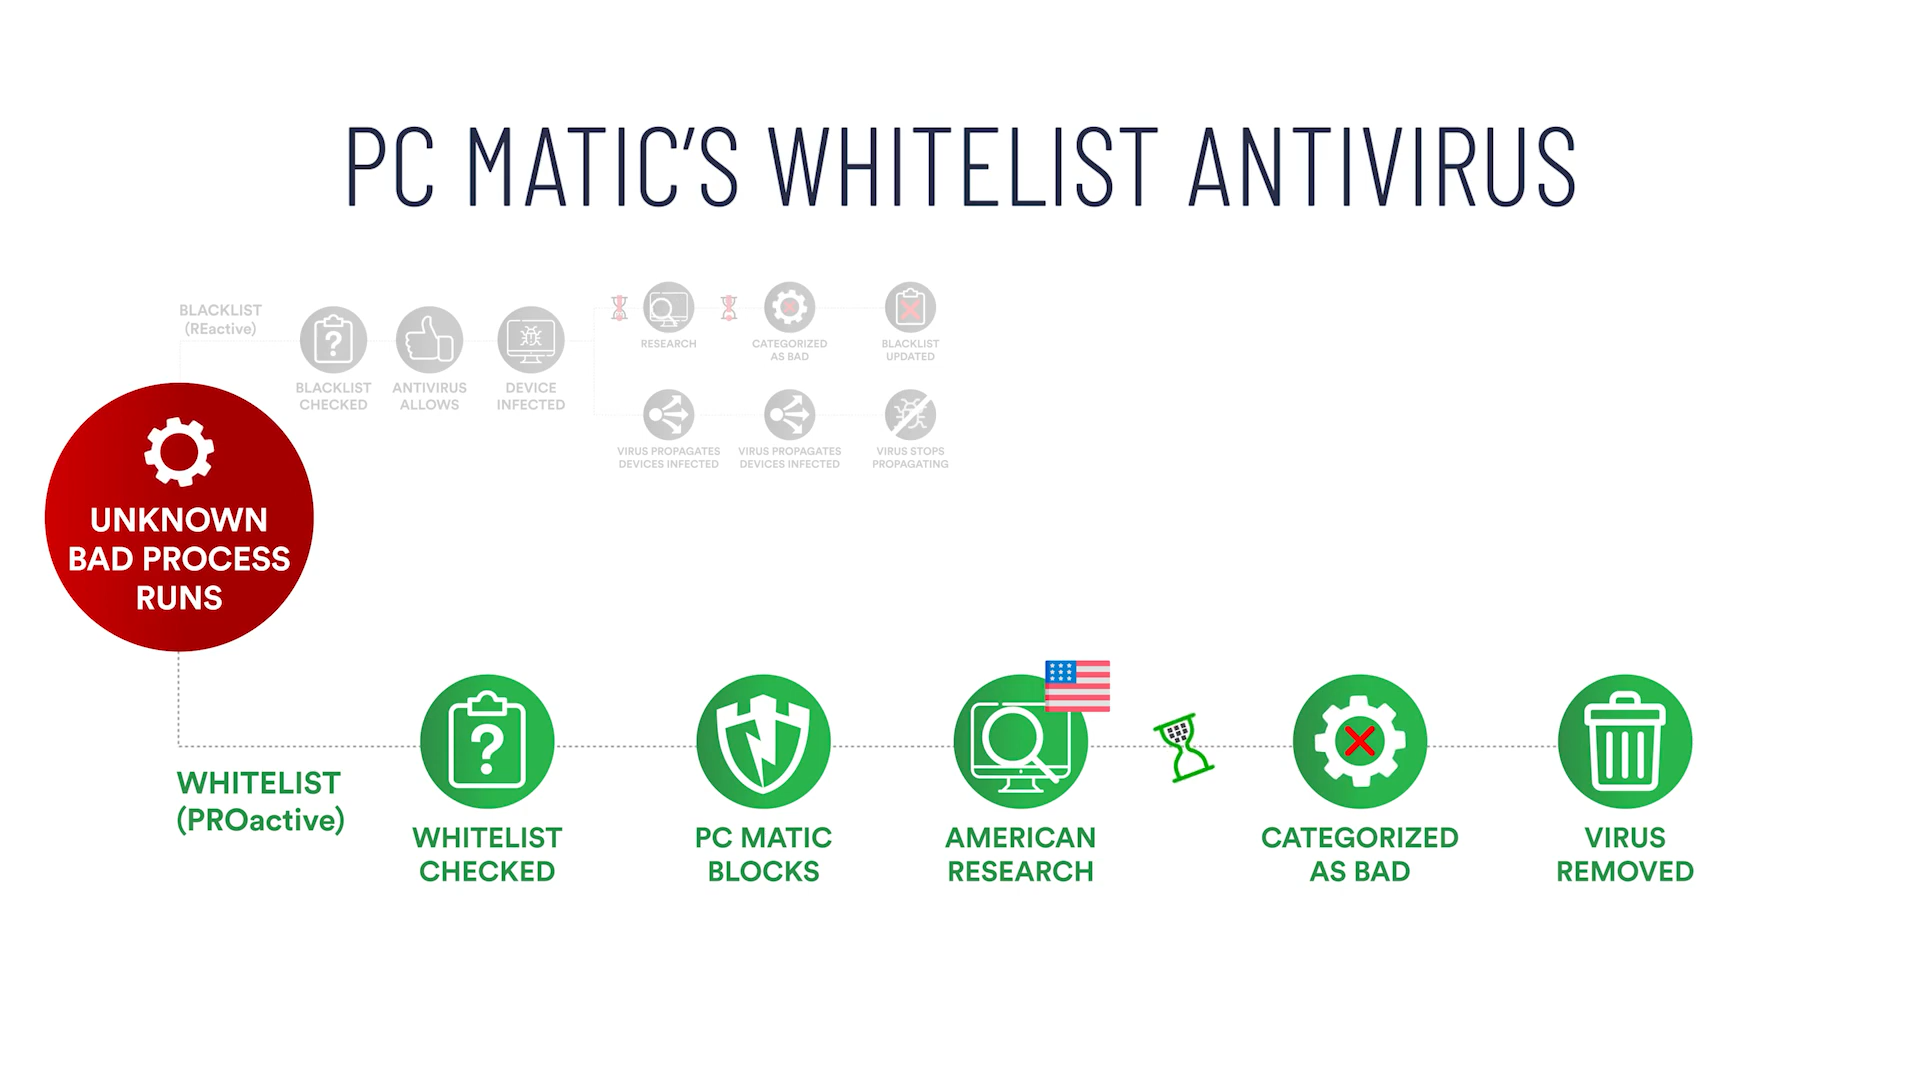 PC MATIC'S WHITELIST ANTIVIRUS
BLACKLIST
(REactive)
BLACKLIST
CHECKED
ANTIVIRUS
ALLOWS
DEVICE
INFECTED
RESEARCH
CATEGORIZED
AS BAD
BLACKLIST
UPDATED
VIRUS PROPAGATES
DEVICES INFECTED
VIRUS PROPAGATES
DEVICES INFECTED
VIRUS STOPS
PROPAGATING
UNKNOWN
BAD PROCESS
RUNS
WHITELIST
(PROactive)
WHITELIST
CHECKED
PC MATIC
BLOCKS
AMERICAN
RESEARCH
CATEGORIZED
AS BAD
VIRUS
REMOVED